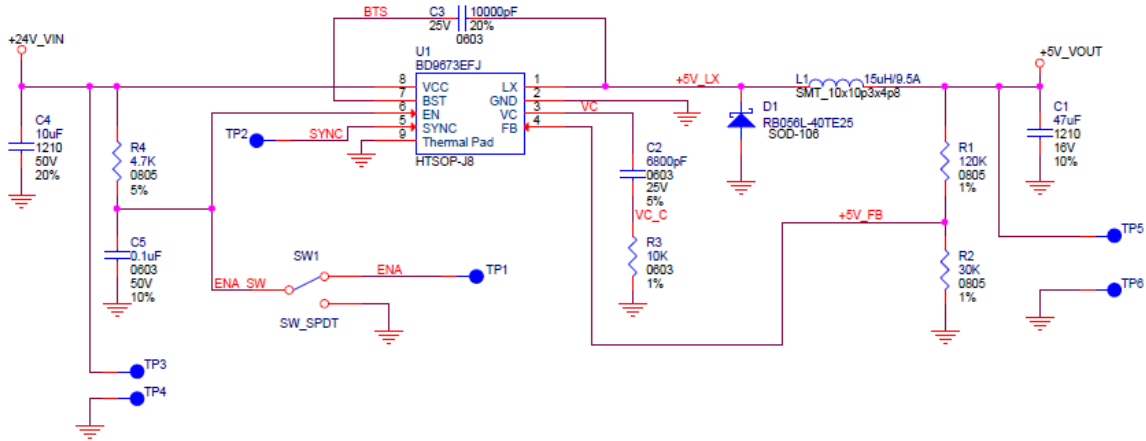 BTS
C3
25V
10000pF
20%
0603
+24V_VIN
C4
10uF
1210
50V
20%
R4
4.7K
0805
5%
C5
0.1uF
0603
50V
10%
TP2
SYNC
ENA_SW
SW1
SW_SPDT
ENA
TP1
TP3
TP4
U1
BD9673EFJ
8 VCC LX 1
7 BST GND 2
6 EN VC 3
5 SYNC FB 4
9 Thermal Pad
HTSOP-J8
VC
C2
6800pF
0603
25V
5%
VC_C
R3
10K
0603
1%
+5V_LX
D1
RB056L-40TE25
SOD-106
L1
15uH/9.5A
SMT_10x10p3x4p8
+5V_VOUT
C1
47uF
1210
16V
10%
R1
120K
0805
1%
+5V_FB
R2
30K
0805
1%
TP5
TP6